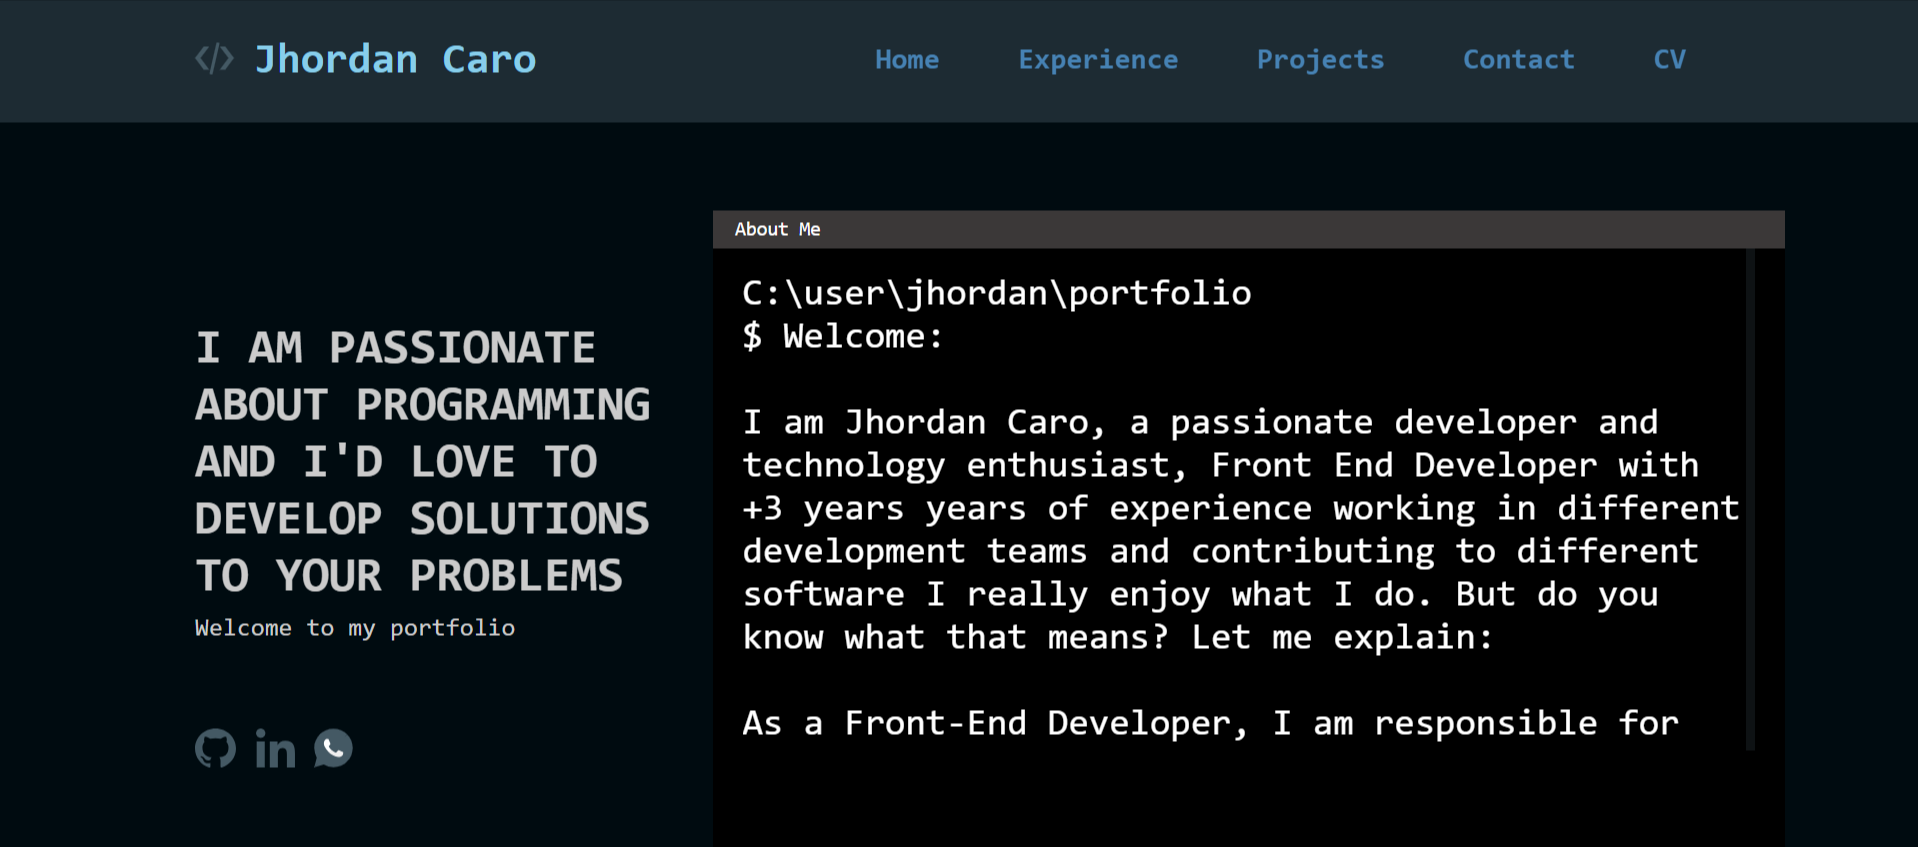 </> Jhordan Caro
Home Experience Projects Contact CV
I AM PASSIONATE
ABOUT PROGRAMMING
AND I'D LOVE TO
DEVELOP SOLUTIONS
TO YOUR PROBLEMS
Welcome to my portfolio
About Me
C:\user\jhordan\portfolio
$ Welcome:
I am Jhordan Caro, a passionate developer and
technology enthusiast, Front End Developer with
+3 years years of experience working in different
development teams and contributing to different
software I really enjoy what I do. But do you
know what that means? Let me explain:
As a Front-End Developer, I am responsible for